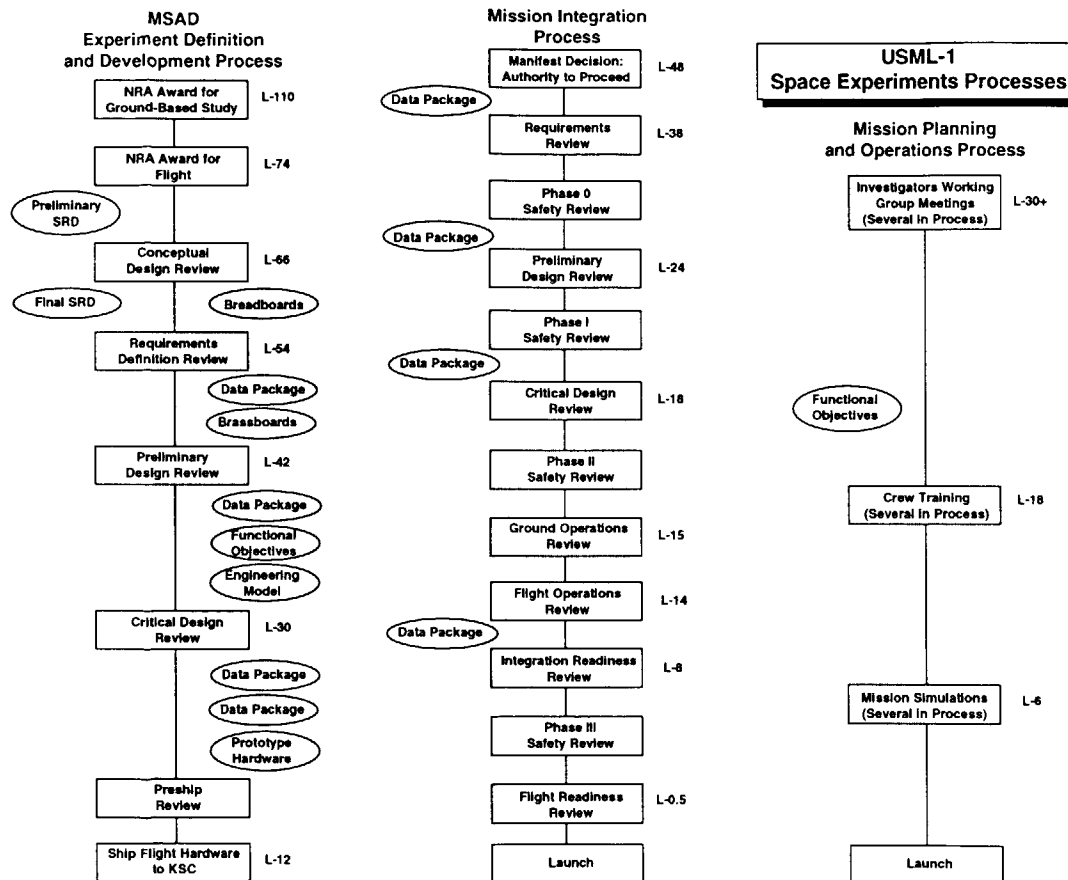 MSAD
Experiment Definition
and Development Process
NRA Award for
Ground-Based Study
L-110
NRA Award for
Flight
L-74
Preliminary
SRD
Conceptual
Design Review
L-66
Final SRD
Breadboards
Requirements
Definition Review
L-54
Data Package
Brassboards
Preliminary
Design Review
L-42
Data Package
Functional
Objectives
Engineering
Model
Critical Design
Review
L-30
Data Package
Data Package
Prototype
Hardware
Preship
Review
Ship Flight Hardware
to KSC
L-12
Mission Integration
Process
Manifest Decision:
Authority to Proceed
L-48
Data Package
Requirements
Review
L-38
Phase 0
Safety Review
Data Package
Preliminary
Design Review
L-24
Phase I
Safety Review
Data Package
Critical Design
Review
L-18
Phase II
Safety Review
Ground Operations
Review
L-15
Flight Operations
Review
L-14
Data Package
Integration Readiness
Review
L-8
Phase III
Safety Review
Flight Readiness
Review
L-0.5
Launch
USML-1
Space Experiments Processes
Mission Planning
and Operations Process
Investigators Working
Group Meetings
(Several in Process)
L-30+
Functional
Objectives
Crew Training
(Several in Process)
L-18
Mission Simulations
(Several in Process)
L-6
Launch